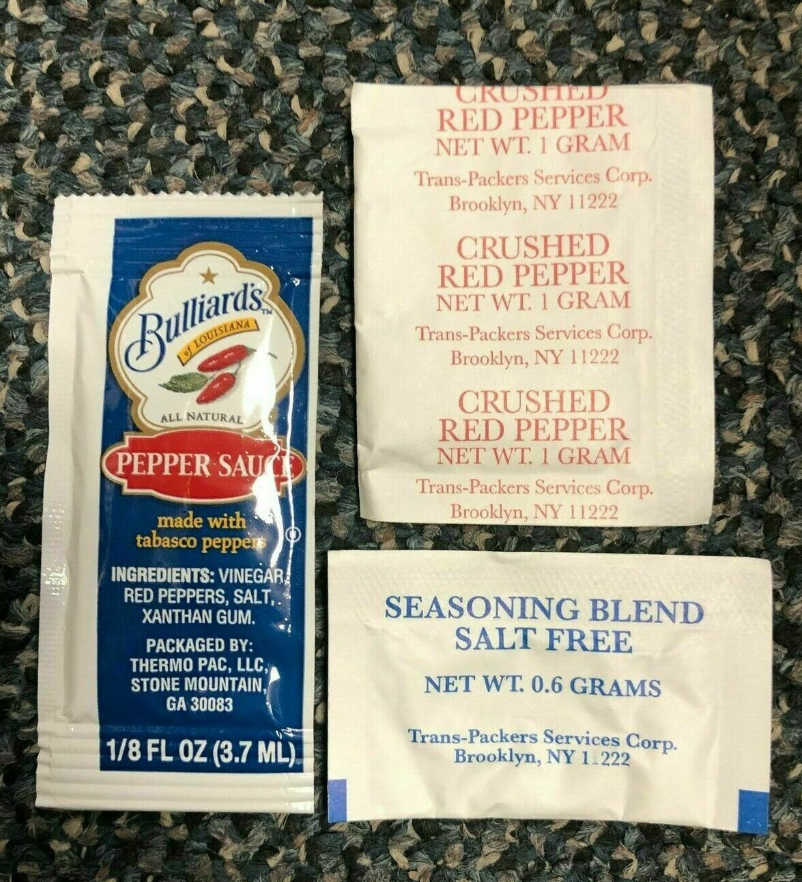 Bulliard's™
of LOUISIANA
ALL NATURAL
PEPPER SAUCE
made with
tabasco peppers
INGREDIENTS: VINEGAR,
RED PEPPERS, SALT,
XANTHAN GUM.
PACKAGED BY:
THERMO PAC, LLC,
STONE MOUNTAIN,
GA 30083
1/8 FL OZ (3.7 ML)
CRUSHED
RED PEPPER
NET WT. 1 GRAM
Trans-Packers Services Corp.
Brooklyn, NY 11222
CRUSHED
RED PEPPER
NET WT. 1 GRAM
Trans-Packers Services Corp.
Brooklyn, NY 11222
CRUSHED
RED PEPPER
NET WT. 1 GRAM
Trans-Packers Services Corp.
Brooklyn, NY 11222
SEASONING BLEND
SALT FREE
NET WT. 0.6 GRAMS
Trans-Packers Services Corp.
Brooklyn, NY 11222